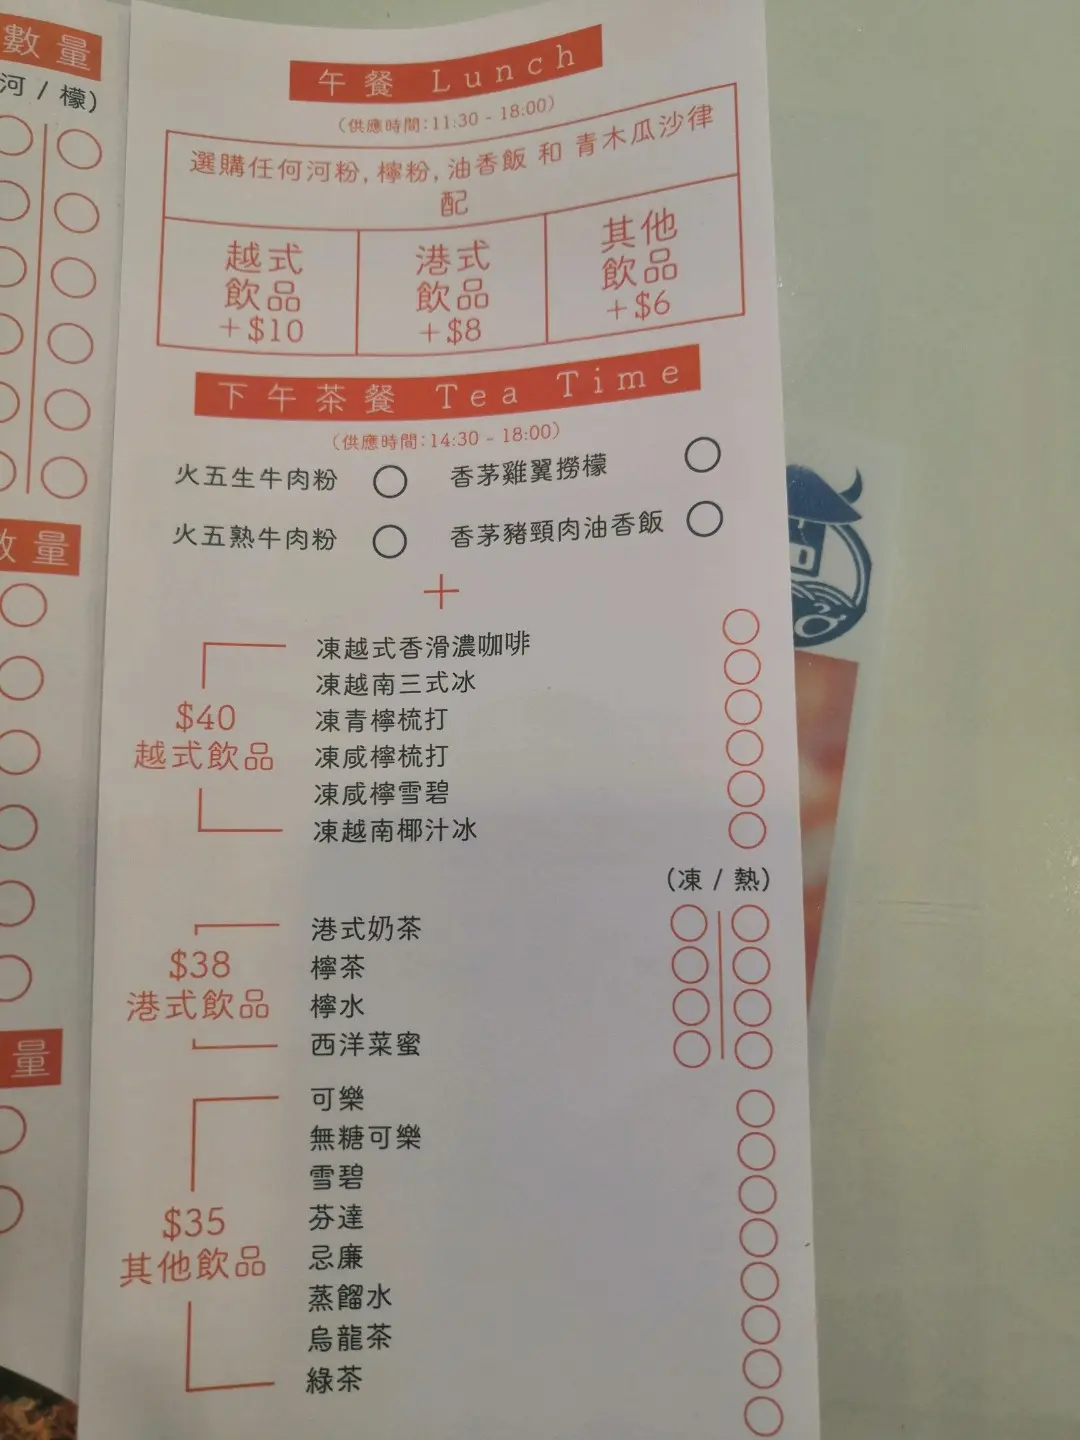 數量
河 / 檬)
數量
量
午餐 Lunch
(供應時間:11:30 - 18:00)
選購任何河粉, 檸粉, 油香飯 和 青木瓜沙律
配
越式
飲品
+$10
港式
飲品
+$8
其他
飲品
+$6
下午茶餐 Tea Time
(供應時間:14:30 - 18:00)
火五生牛肉粉
香茅雞翼撈檬
火五熟牛肉粉
香茅豬頸肉油香飯
+
$40
越式飲品
凍越式香滑濃咖啡
凍越南三式冰
凍青檸梳打
凍咸檸梳打
凍咸檸雪碧
凍越南椰汁冰
(凍 / 熱)
$38
港式飲品
港式奶茶
檸茶
檸水
西洋菜蜜
$35
其他飲品
可樂
無糖可樂
雪碧
芬達
忌廉
蒸餾水
烏龍茶
綠茶